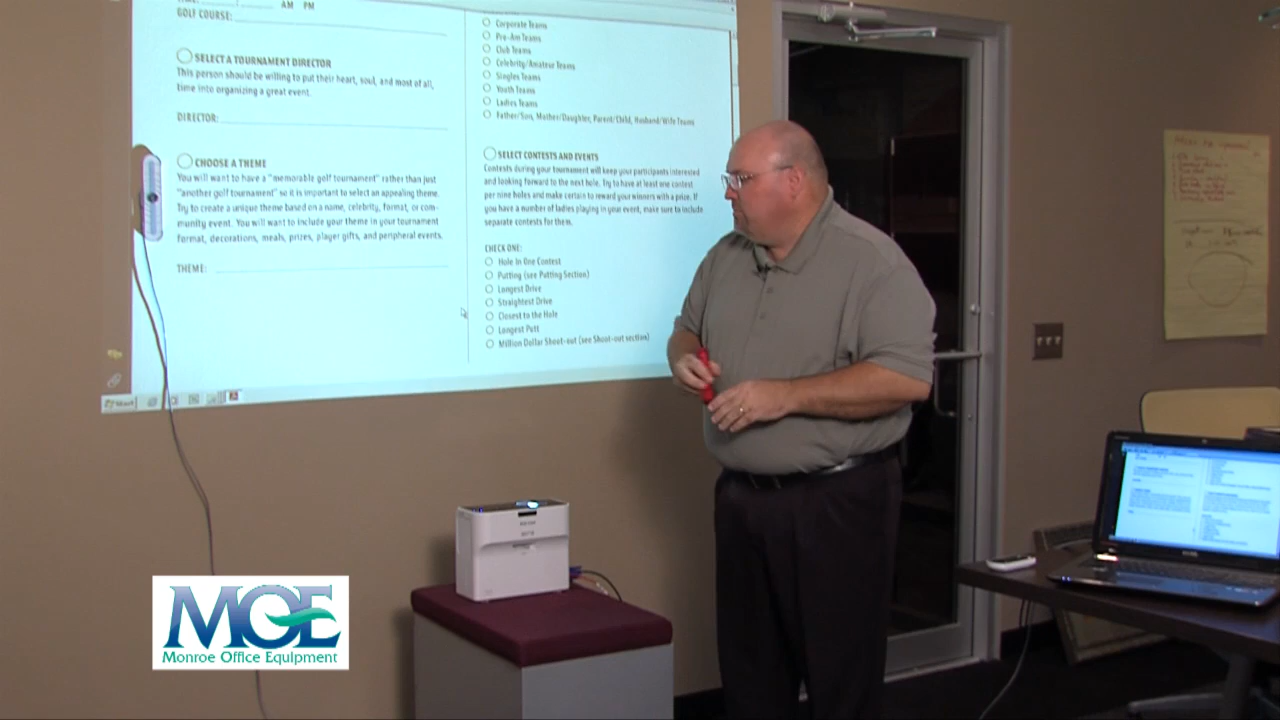 AM PM
GOLF COURSE:
SELECT A TOURNAMENT DIRECTOR
This person should be willing to put their heart, soul, and most of all,
time into organizing a great event.
DIRECTOR:
CHOOSE A THEME
You will want to have a "memorable golf tournament" rather than just
"another golf tournament" so it is important to select an appealing theme.
Try to create a unique theme based on a name, celebrity, format, or com-
munity event. You will want to include your theme in your tournament
format, decorations, meals, prizes, player gifts, and peripheral events.
THEME:
Corporate Teams
Pro-Am Teams
Club Teams
Celebrity/Amateur Teams
Singles Teams
Youth Teams
Ladies Teams
Father/Son, Mother/Daughter, Parent/Child, Husband/Wife Teams
SELECT CONTESTS AND EVENTS
Contests during your tournament will keep your participants interested
and looking forward to the next hole. Try to have at least one contest
per nine holes and make certain to reward your winners with a prize. If
you have a number of ladies playing in your event, make sure to include
separate contests for them.
CHECK ONE:
Hole In One Contest
Putting (see Putting Section)
Longest Drive
Straightest Drive
Closest to the Hole
Longest Putt
Million Dollar Shoot-out (see Shoot-out section)
Start
MOE
Monroe Office Equipment